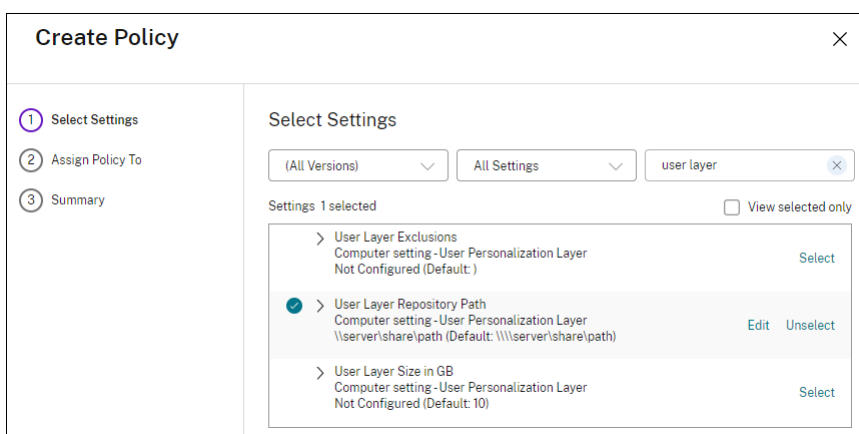 Create Policy
1 Select Settings
2 Assign Policy To
3 Summary
Select Settings
(All Versions) All Settings user layer
Settings 1 selected View selected only
User Layer Exclusions
Computer setting - User Personalization Layer
Not Configured (Default: )
Select
User Layer Repository Path
Computer setting - User Personalization Layer
\\server\share\path (Default: \\\\server\share\path)
Edit Unselect
User Layer Size in GB
Computer setting - User Personalization Layer
Not Configured (Default: 10)
Select